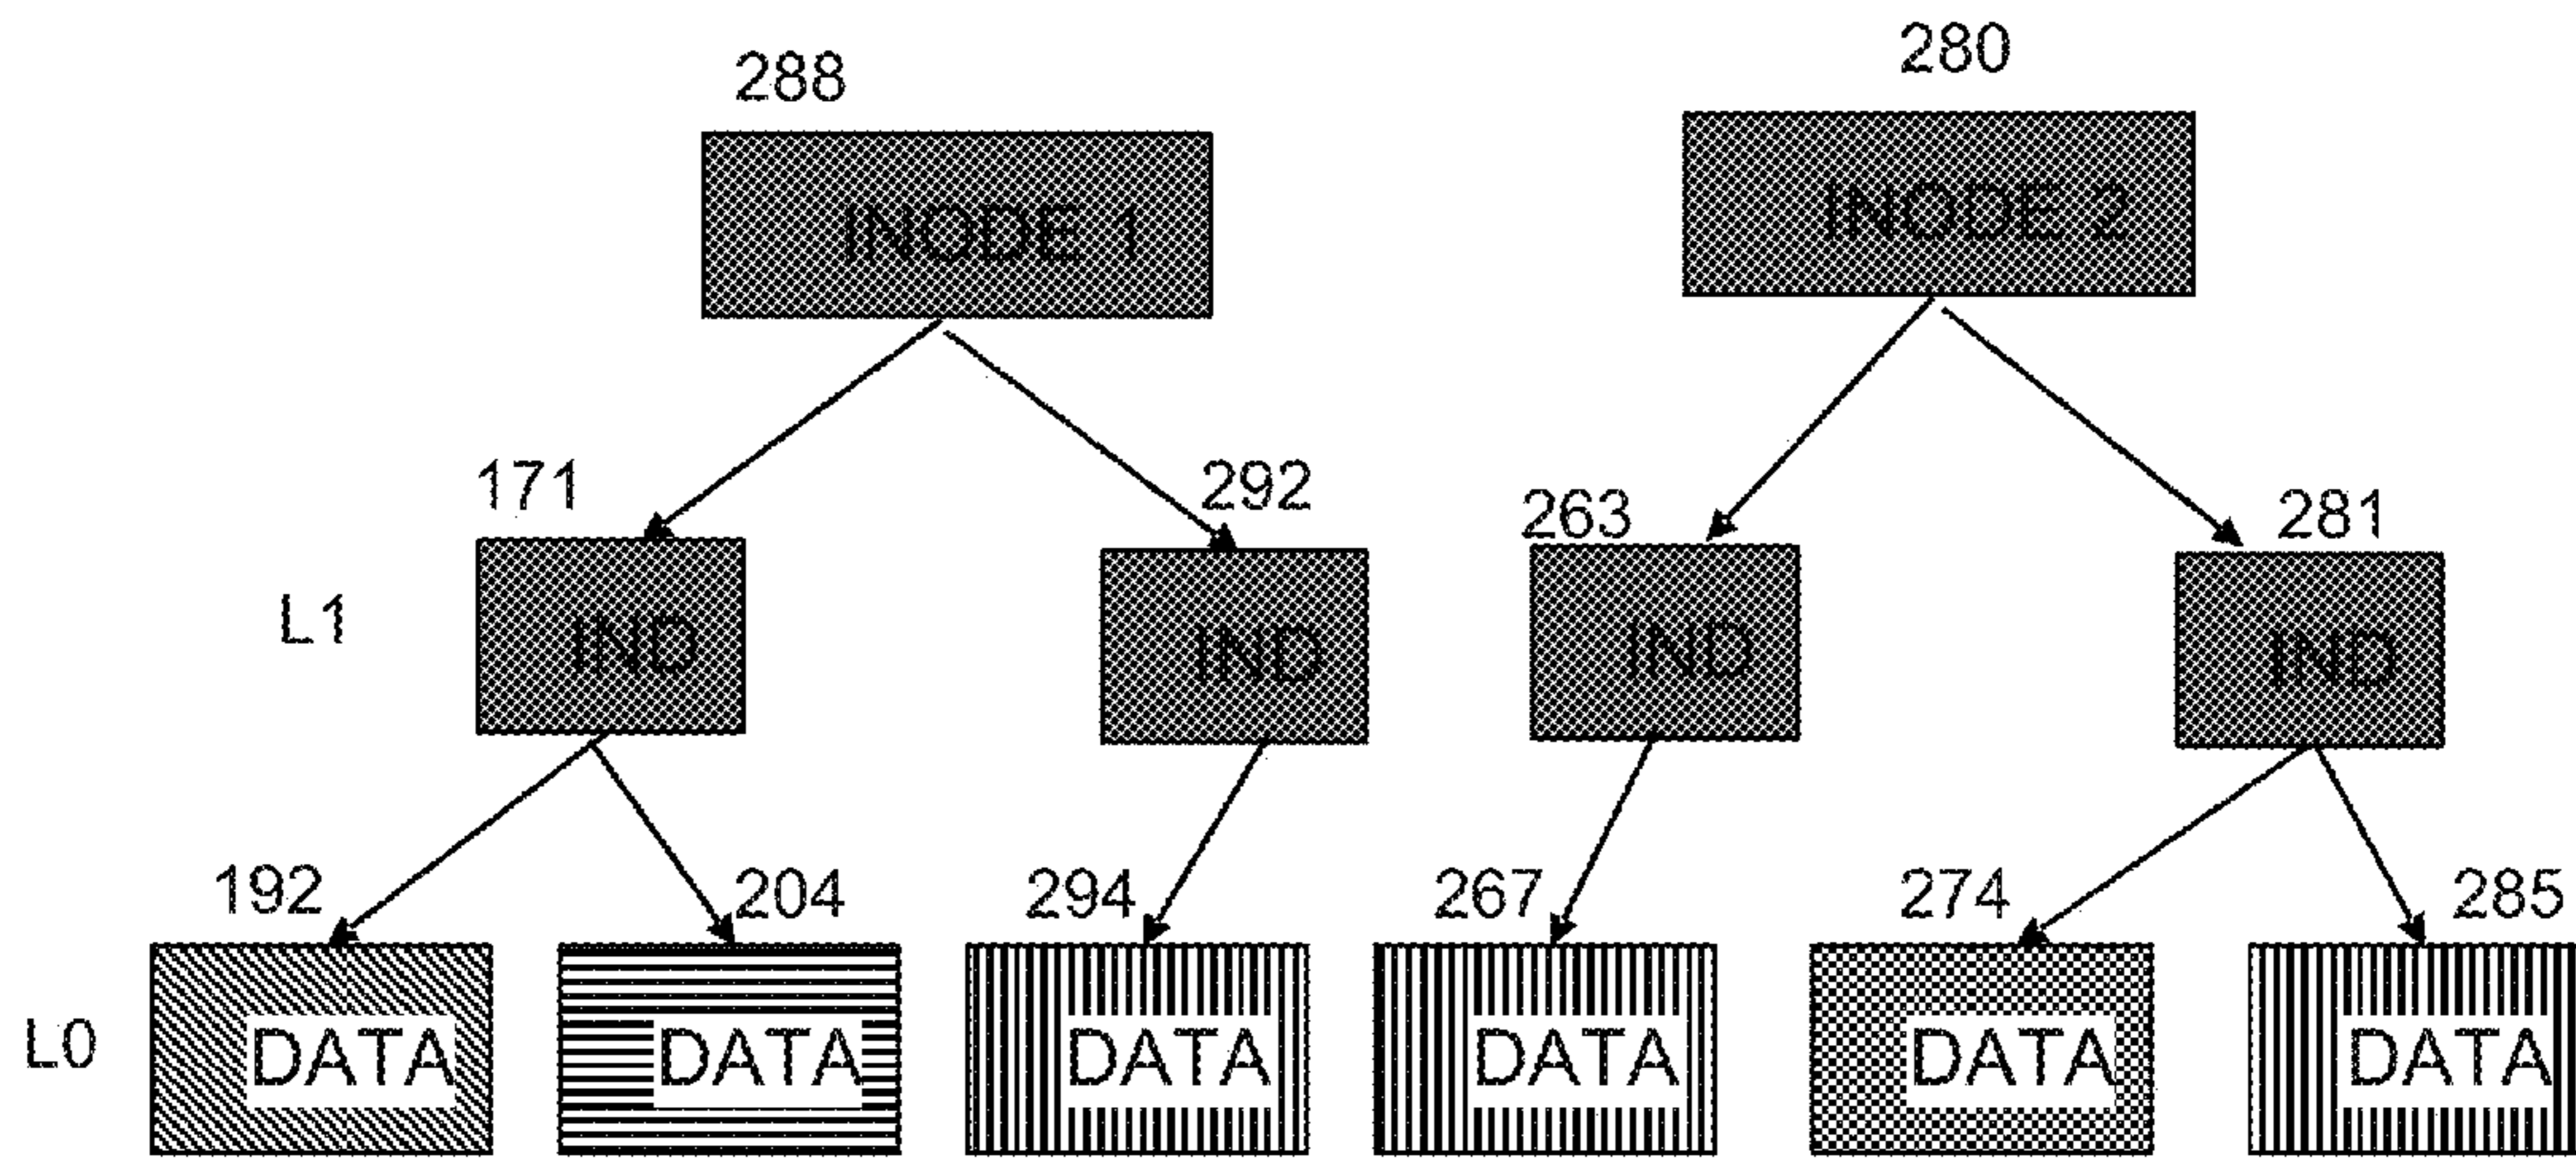 288
280
INODE 1
INODE 2
171
292
263
281
L1
IND
IND
IND
IND
192
204
294
267
274
285
L0
DATA
DATA
DATA
DATA
DATA
DATA